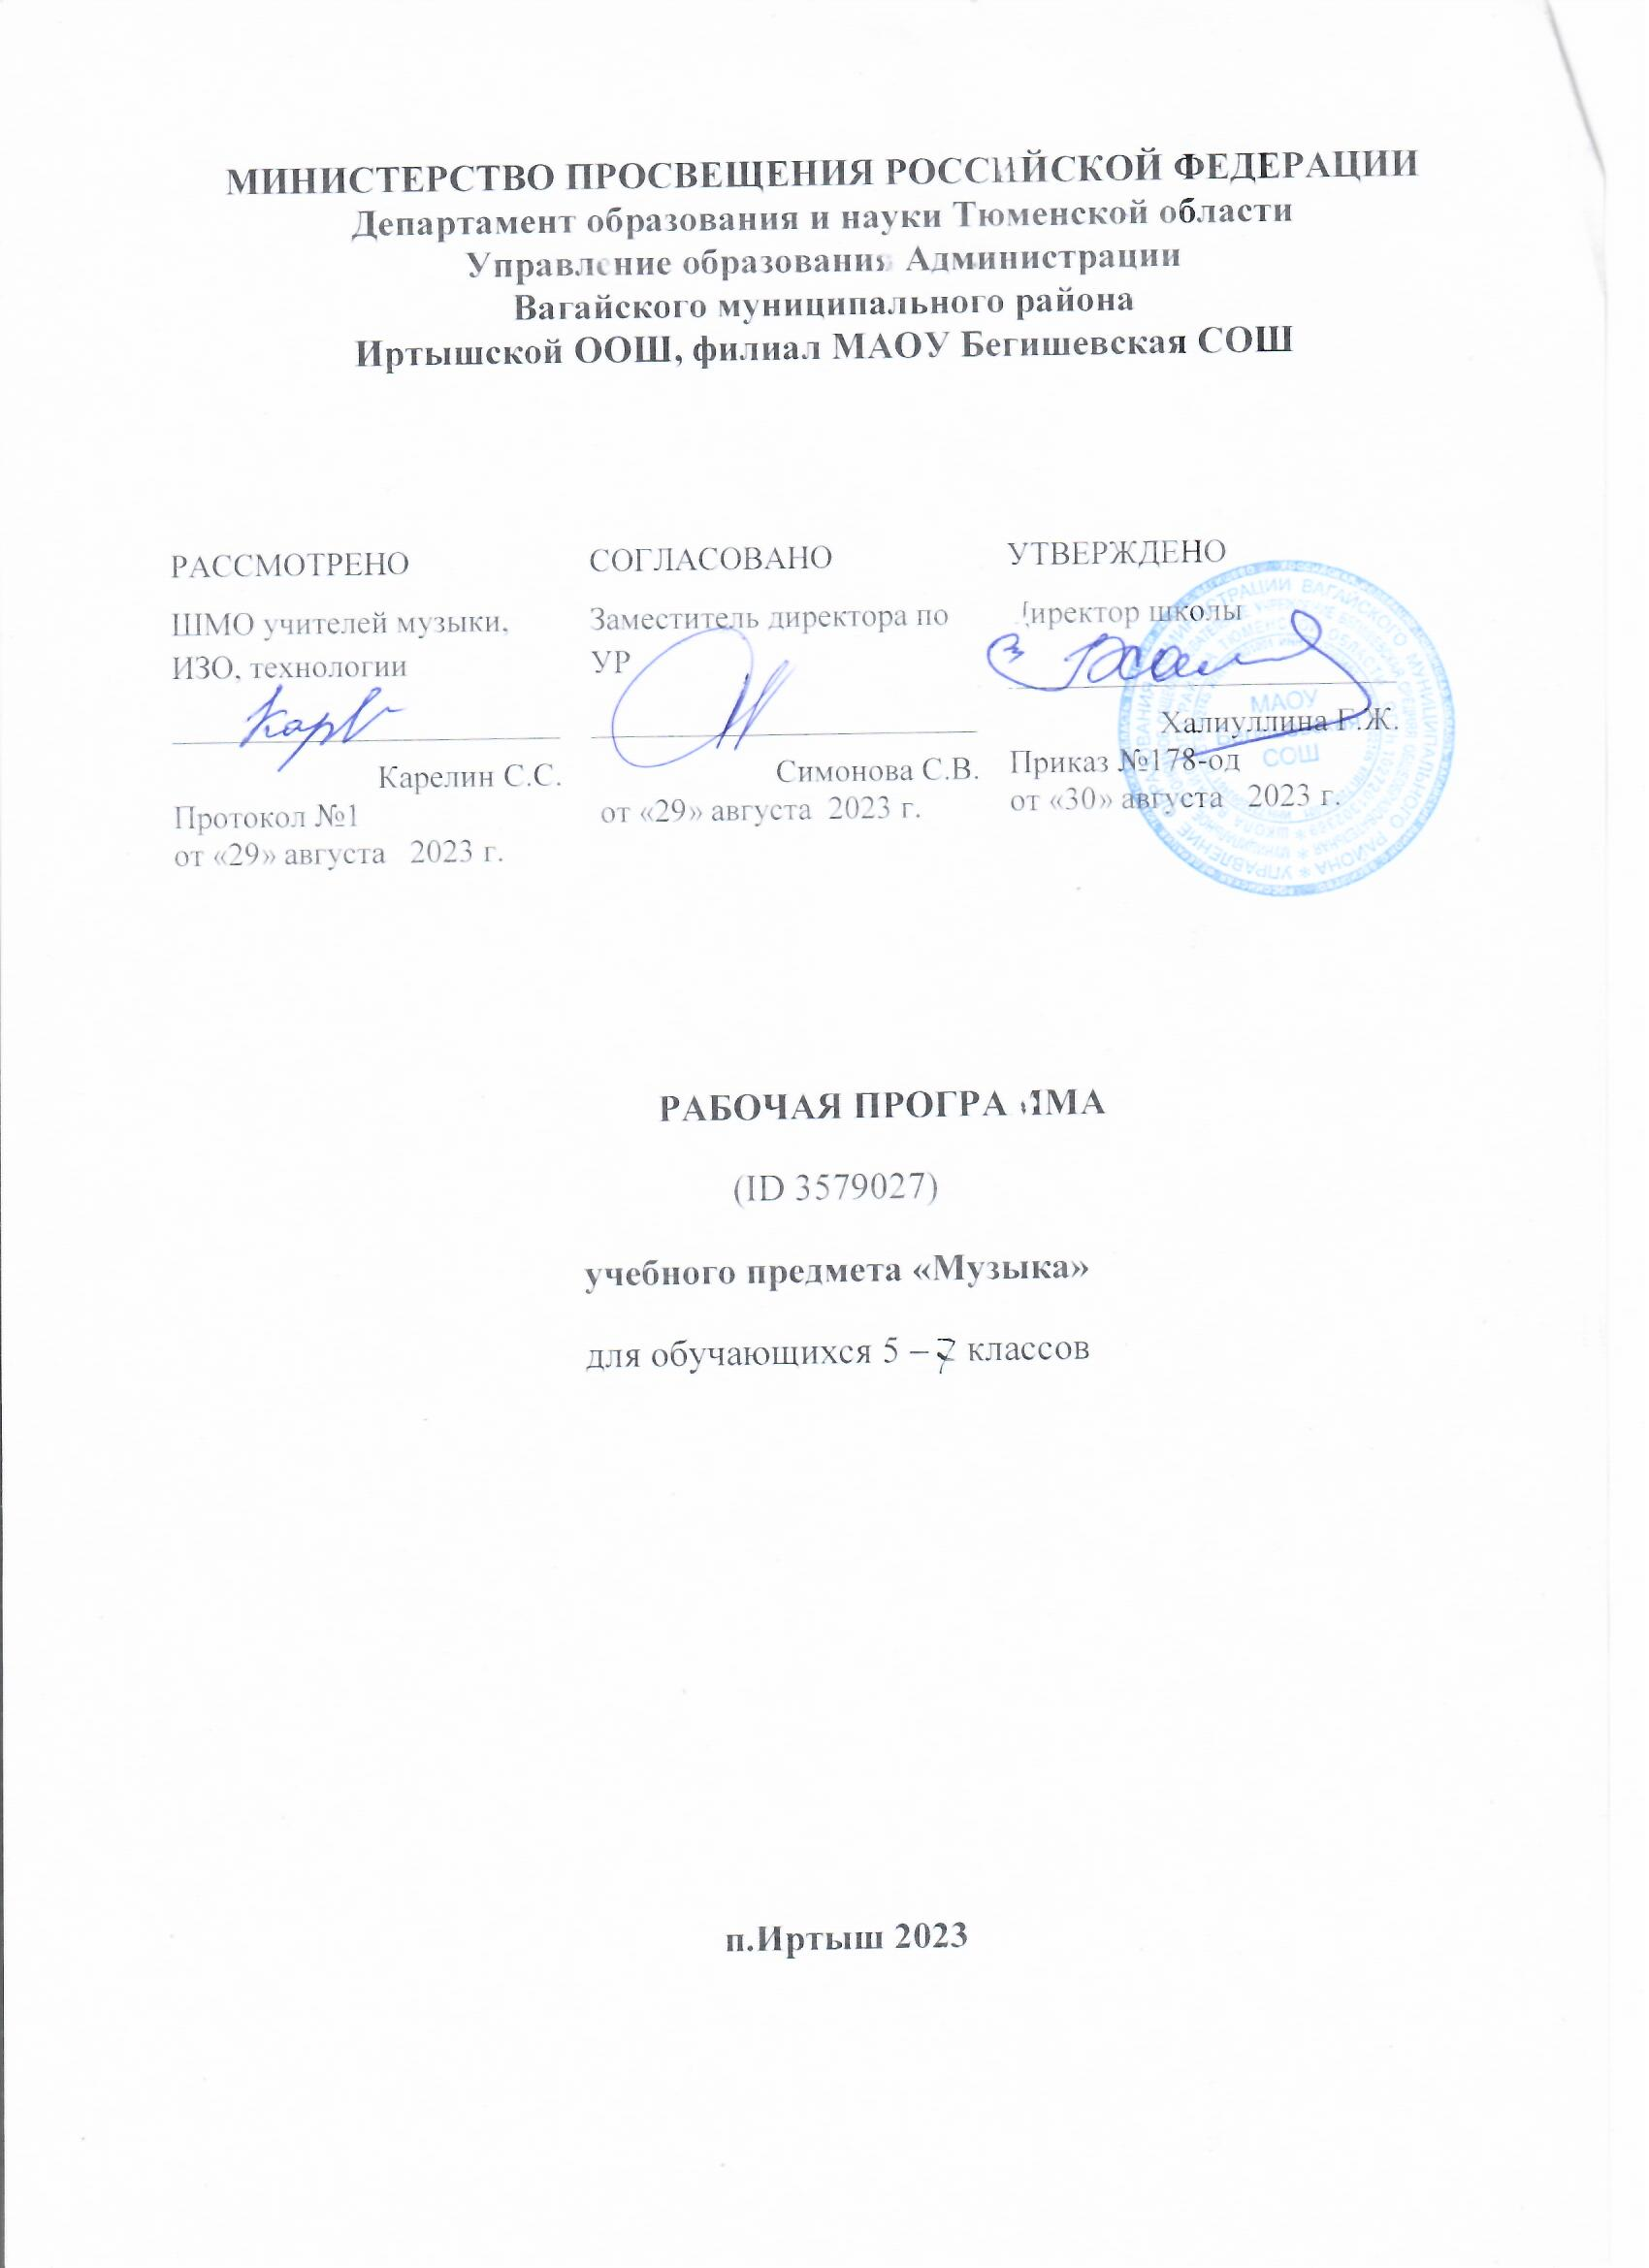 МИНИСТЕРСТВО ПРОСВЕЩЕНИЯ РОССИЙСКОЙ ФЕДЕРАЦИИ
Департамент образования и науки Тюменской области
Управление образования Администрации
Вагайского муниципального района
Иртышской ООШ, филиал МАОУ Бегишевская СОШ
РАССМОТРЕНО
ШМО учителей музыки,
ИЗО, технологии
Карелин С.С.
Протокол №1
от «29» августа 2023 г.
СОГЛАСОВАНО
Заместитель директора по
УР
Симонова С.В.
от «29» августа 2023 г.
УТВЕРЖДЕНО
Директор школы
Халиуллина Г.Ж.
Приказ №178-од
от «30» августа 2023 г.
МАОУ
СОШ
РАБОЧАЯ ПРОГРАММА
(ID 3579027)
учебного предмета «Музыка»
для обучающихся 5 – 7 классов
п.Иртыш 2023